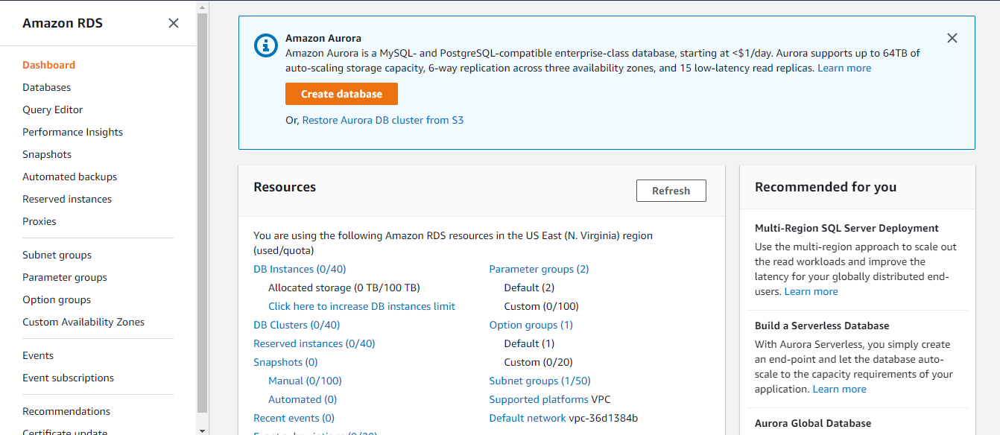 Amazon RDS
Dashboard
Databases
Query Editor
Performance Insights
Snapshots
Automated backups
Reserved instances
Proxies
Subnet groups
Parameter groups
Option groups
Custom Availability Zones
Events
Event subscriptions
Recommendations
Certificate update
Amazon Aurora
Amazon Aurora is a MySQL- and PostgreSQL-compatible enterprise-class database, starting at <$1/day. Aurora supports up to 64TB of
auto-scaling storage capacity, 6-way replication across three availability zones, and 15 low-latency read replicas. Learn more
Create database
Or, Restore Aurora DB cluster from S3
Resources
Refresh
You are using the following Amazon RDS resources in the US East (N. Virginia) region
(used/quota)
DB Instances (0/40)
Allocated storage (0 TB/100 TB)
Click here to increase DB instances limit
DB Clusters (0/40)
Reserved instances (0/40)
Snapshots (0)
Manual (0/100)
Automated (0)
Recent events (0)
Event subscriptions (0/20)
Parameter groups (2)
Default (2)
Custom (0/100)
Option groups (1)
Default (1)
Custom (0/20)
Subnet groups (1/50)
Supported platforms VPC
Default network vpc-36d1384b
Recommended for you
Multi-Region SQL Server Deployment
Use the multi-region approach to scale out
the read workloads and improve the
latency for your globally distributed end-
users. Learn more
Build a Serverless Database
With Aurora Serverless, you simply create
an end-point and let the database auto-
scale to the capacity requirements of your
application. Learn more
Aurora Global Database